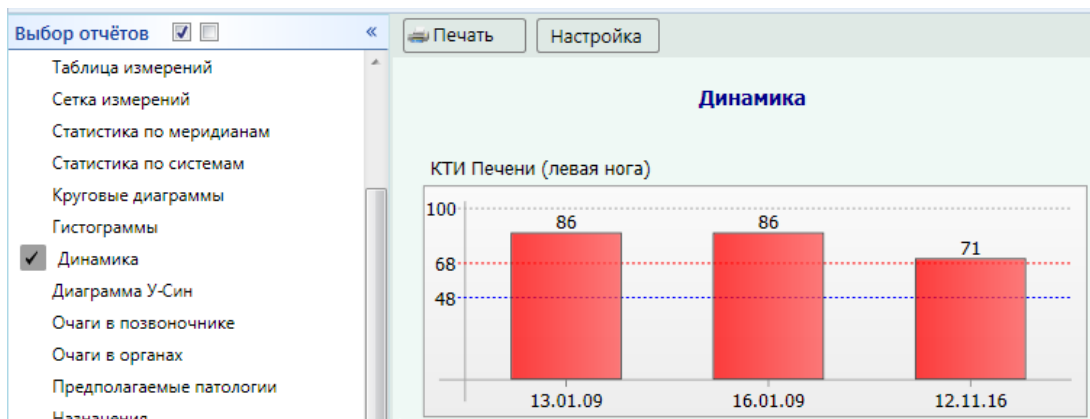 Выбор отчётов
«
Таблица измерений
Сетка измерений
Статистика по меридианам
Статистика по системам
Круговые диаграммы
Гистограммы
Динамика
Диаграмма У-Син
Очаги в позвоночнике
Очаги в органах
Предполагаемые патологии
Назначения
Печать
Настройка
Динамика
КТИ Печени (левая нога)
100
86 86 71
68
48
13.01.09 16.01.09 12.11.16